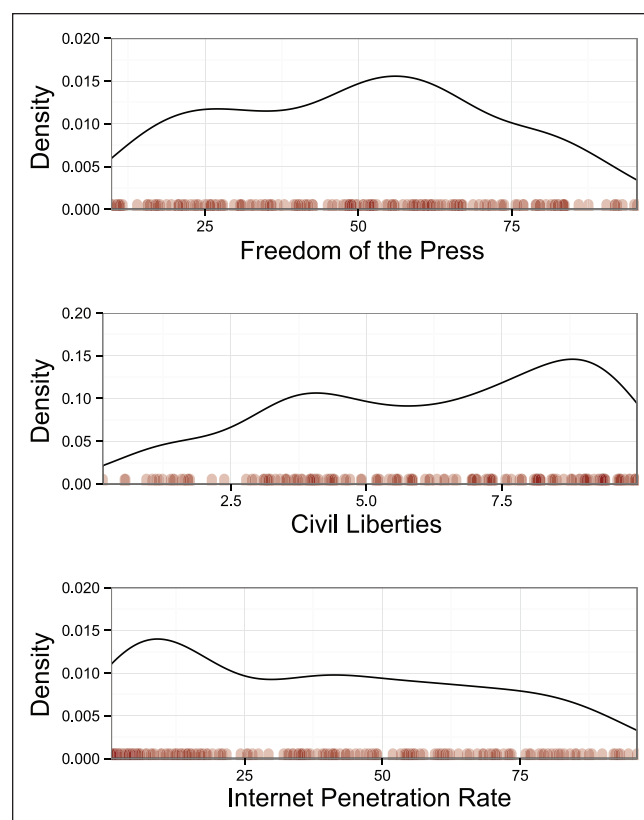 0.020
0.015
0.010
0.005
0.000
Density
25 50 75
Freedom of the Press
0.20
0.15
0.10
0.05
0.00
Density
2.5 5.0 7.5
Civil Liberties
0.020
0.015
0.010
0.005
0.000
Density
25 50 75
Internet Penetration Rate